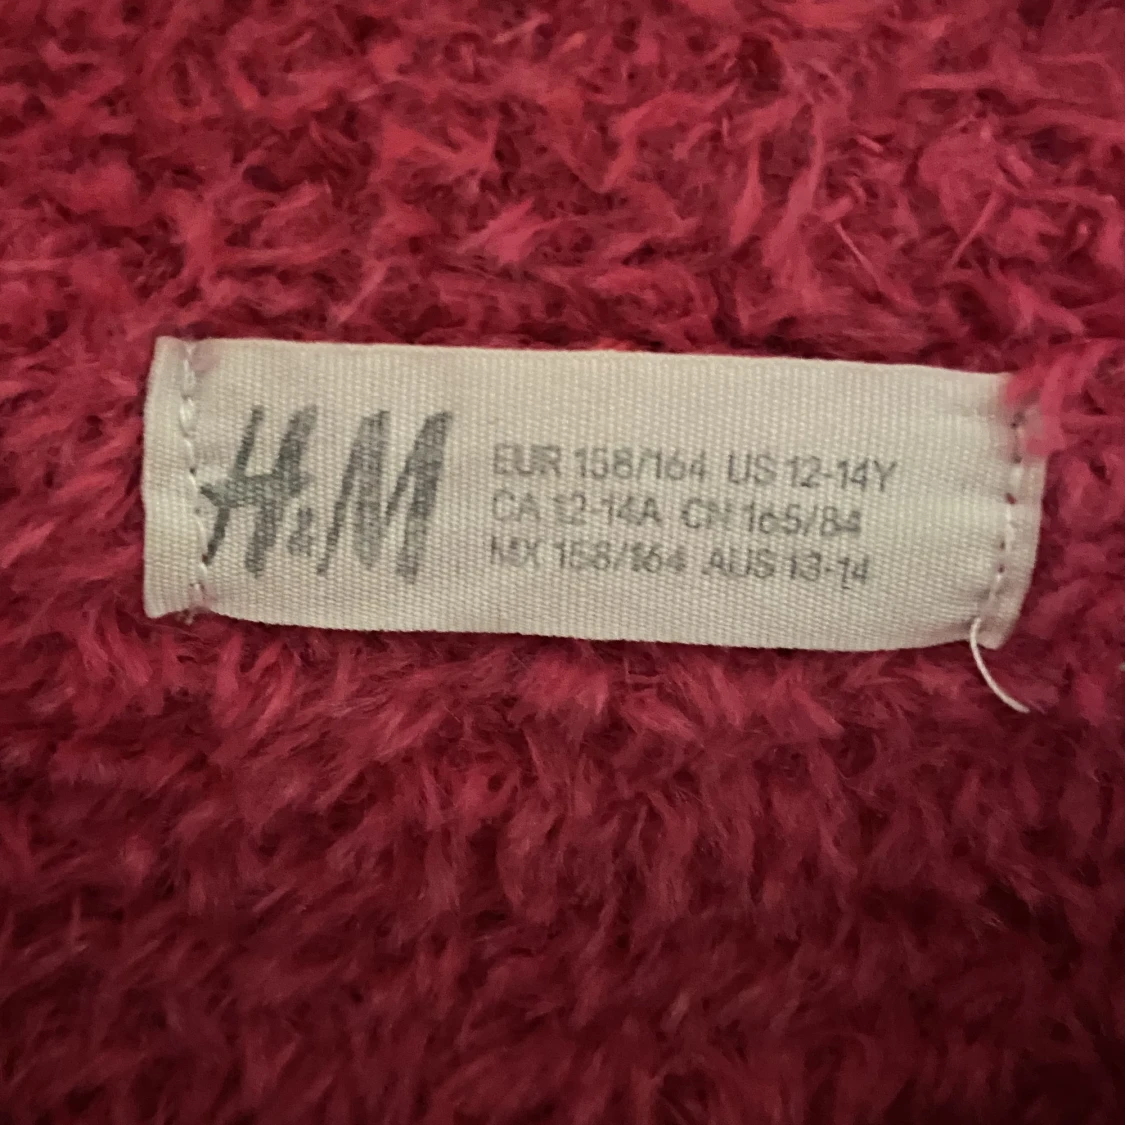 H&M
EUR 158/164 US 12-14Y
CA 12-14A CN 165/84
MX 158/164 AUS 13-14